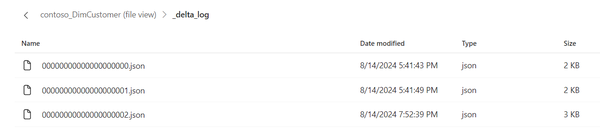 contoso_DimCustomer (file view) > _delta_log
Name Date modified Type Size
00000000000000000000.json 8/14/2024 5:41:43 PM json 2 KB
00000000000000000001.json 8/14/2024 5:41:49 PM json 2 KB
00000000000000000002.json 8/14/2024 7:52:39 PM json 3 KB